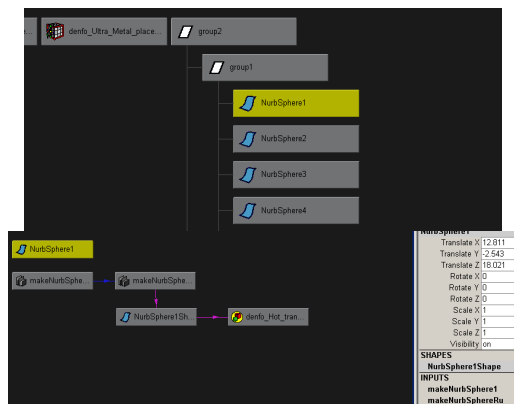 e... denfo_Ultra_Metal_place... group2
group1
NurbSphere1
NurbSphere2
NurbSphere3
NurbSphere4
NurbSphere1
makeNurbSphe... makeNurbSphe...
NurbSphere1Sh... denfo_Hot_tran...
NurbSphere1
Translate X 12.811
Translate Y -2.543
Translate Z 18.021
Rotate X 0
Rotate Y 0
Rotate Z 0
Scale X 1
Scale Y 1
Scale Z 1
Visibility on
SHAPES
NurbSphere1Shape
INPUTS
makeNurbSphere1
makeNurbSphereRu